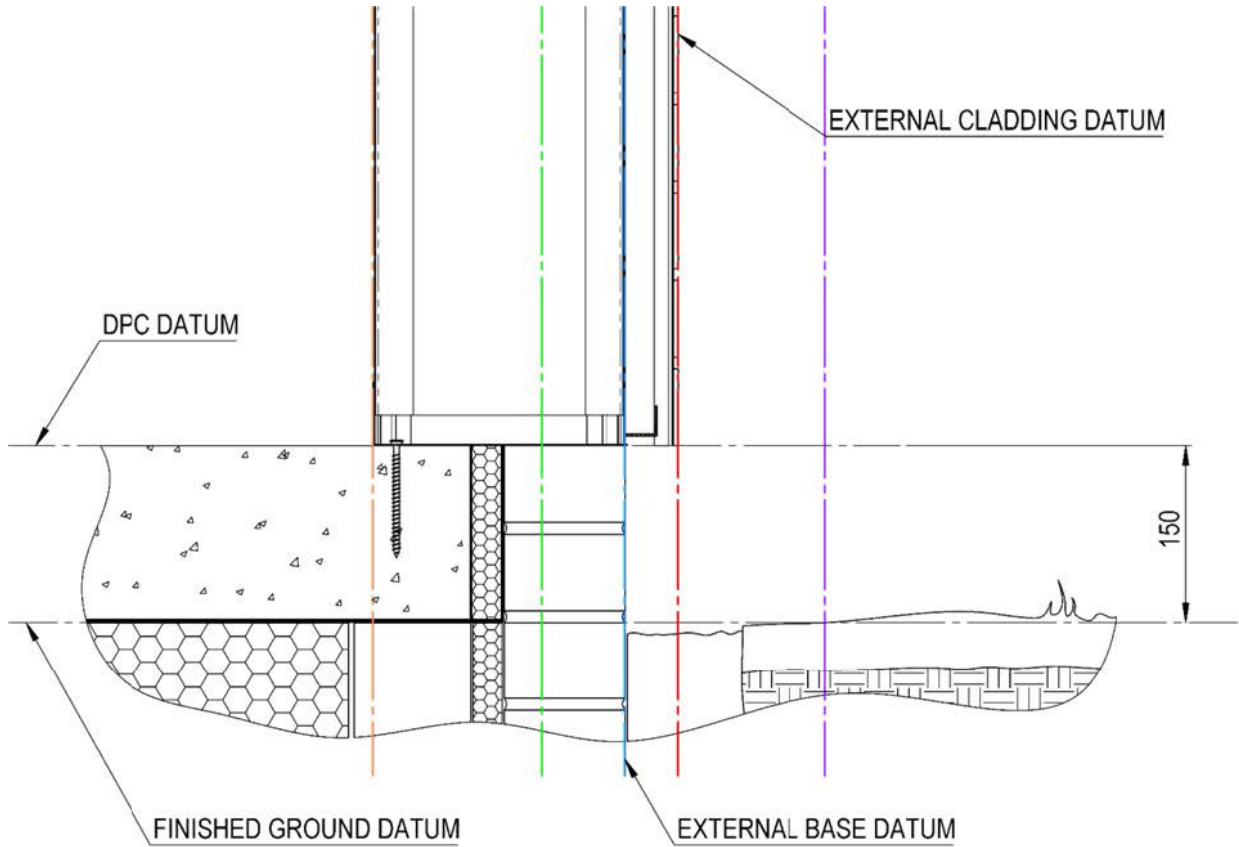 EXTERNAL CLADDING DATUM
DPC DATUM
150
FINISHED GROUND DATUM
EXTERNAL BASE DATUM